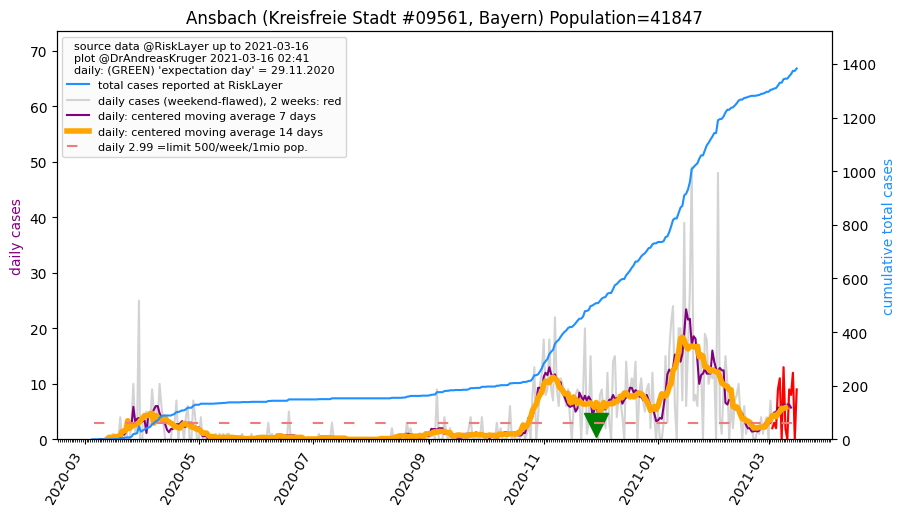 Ansbach (Kreisfreie Stadt #09561, Bayern) Population=41847
source data @RiskLayer up to 2021-03-16
plot @DrAndreasKruger 2021-03-16 02:41
daily: (GREEN) 'expectation day' = 29.11.2020
total cases reported at RiskLayer
daily cases (weekend-flawed), 2 weeks: red
daily: centered moving average 7 days
daily: centered moving average 14 days
daily 2.99 =limit 500/week/1mio pop.
daily cases
70
60
50
40
30
20
10
0
1400
1200
1000
800
600
400
200
0
cumulative total cases
2020-03
2020-05
2020-07
2020-09
2020-11
2021-01
2021-03